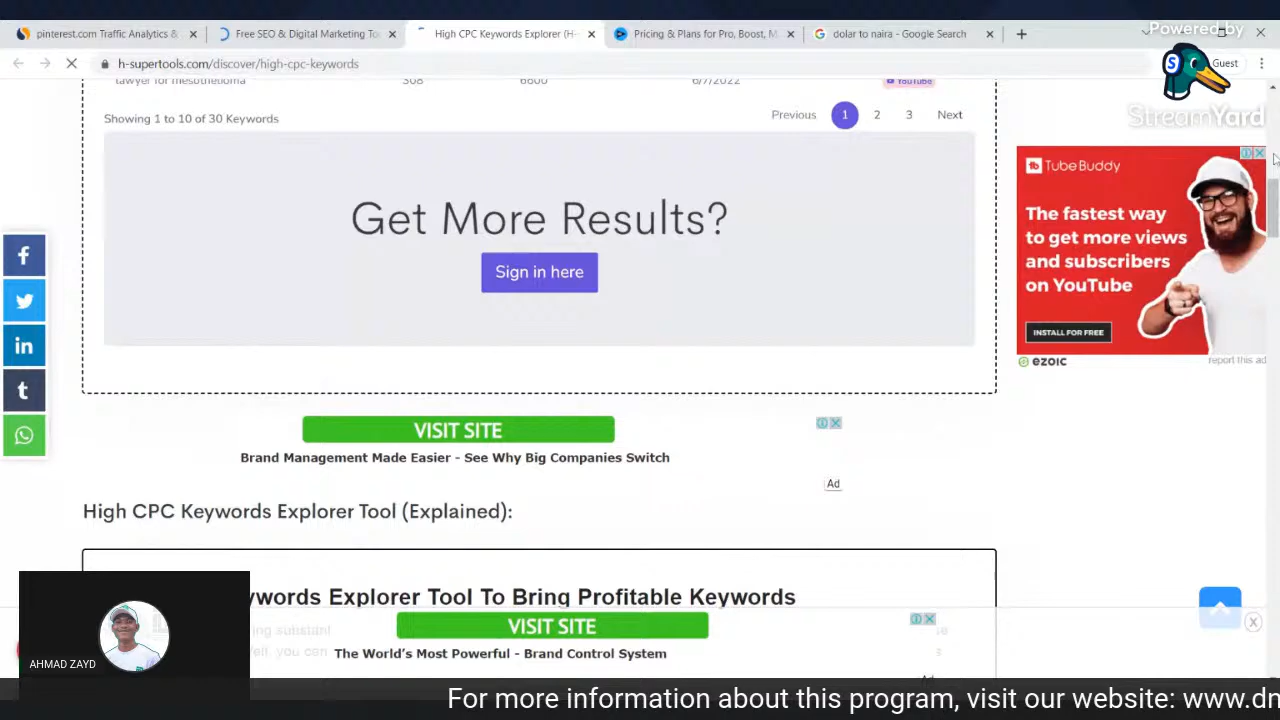 pinterest.com Traffic Analytics &
Free SEO & Digital Marketing To
High CPC Keywords Explorer (H-
Pricing & Plans for Pro, Boost, M
dolar to naira - Google Search
Powered by
h-supertools.com/discover/high-cpc-keywords
Guest
StreamYard
lawyer for mesothelioma 308 6600 6/7/2022 YouTube
Showing 1 to 10 of 30 Keywords
Previous 1 2 3 Next
Get More Results?
Sign in here
TubeBuddy
The fastest way
to get more views
and subscribers
on YouTube
INSTALL FOR FREE
ezoic
report this ad
VISIT SITE
Brand Management Made Easier - See Why Big Companies Switch
Ad
High CPC Keywords Explorer Tool (Explained):
words Explorer Tool To Bring Profitable Keywords
VISIT SITE
The World's Most Powerful - Brand Control System
AHMAD ZAYD
For more information about this program, visit our website: www.dn